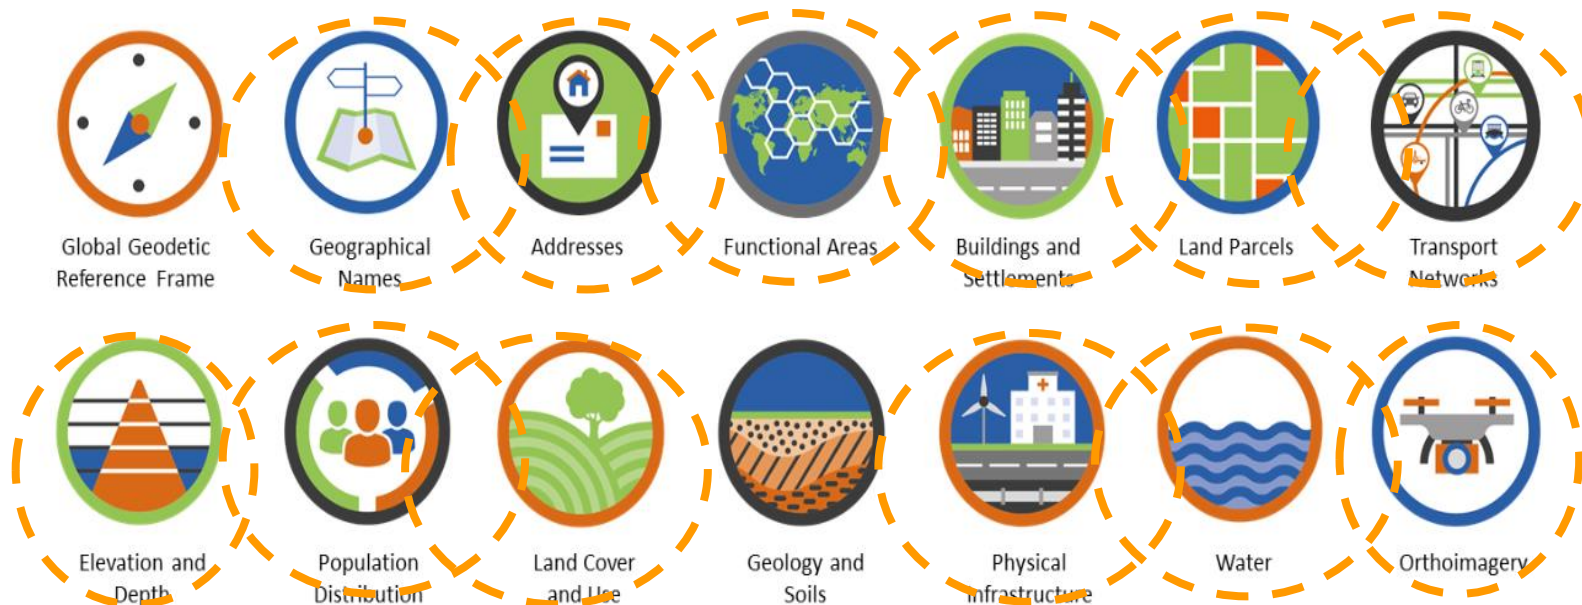 Global Geodetic
Reference Frame
Geographical
Names
Addresses
Functional Areas
Buildings and
Settlements
Land Parcels
Transport
Networks
Elevation and
Depth
Population
Distribution
Land Cover
and Use
Geology and
Soils
Physical
Infrastructure
Water
Orthoimagery